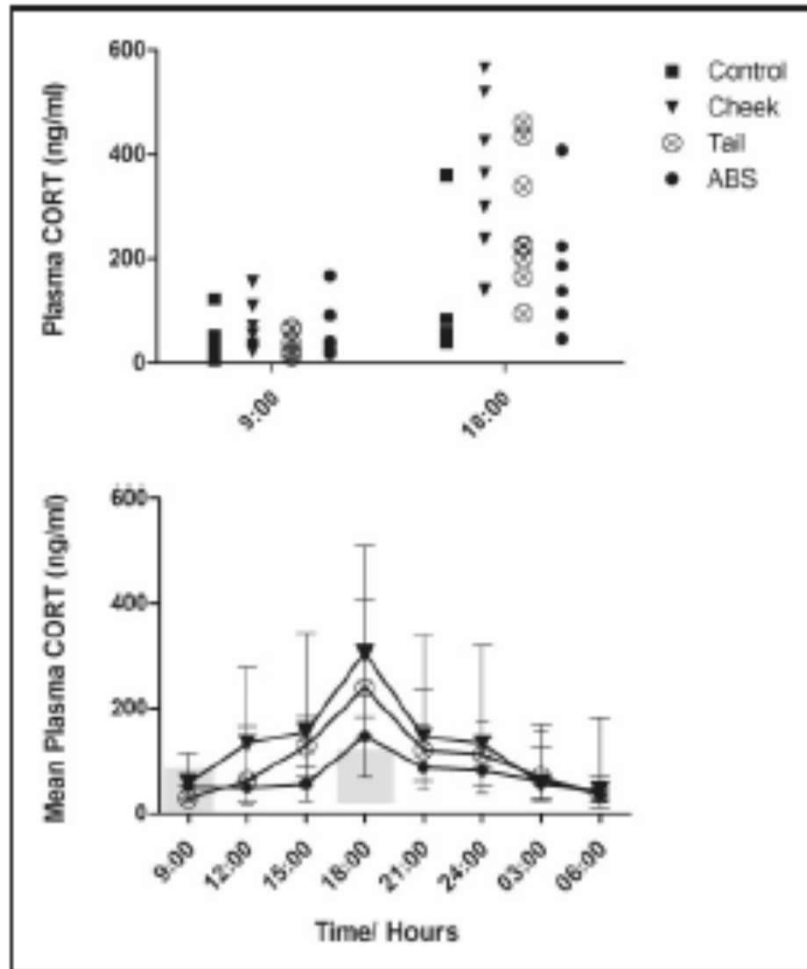 Plasma CORT (ng/ml)
600
400
200
0
9:00
18:00
Control
Cheek
Tail
ABS
Mean Plasma CORT (ng/ml)
600
400
200
0
9:00
12:00
15:00
18:00
21:00
24:00
03:00
06:00
Time/ Hours